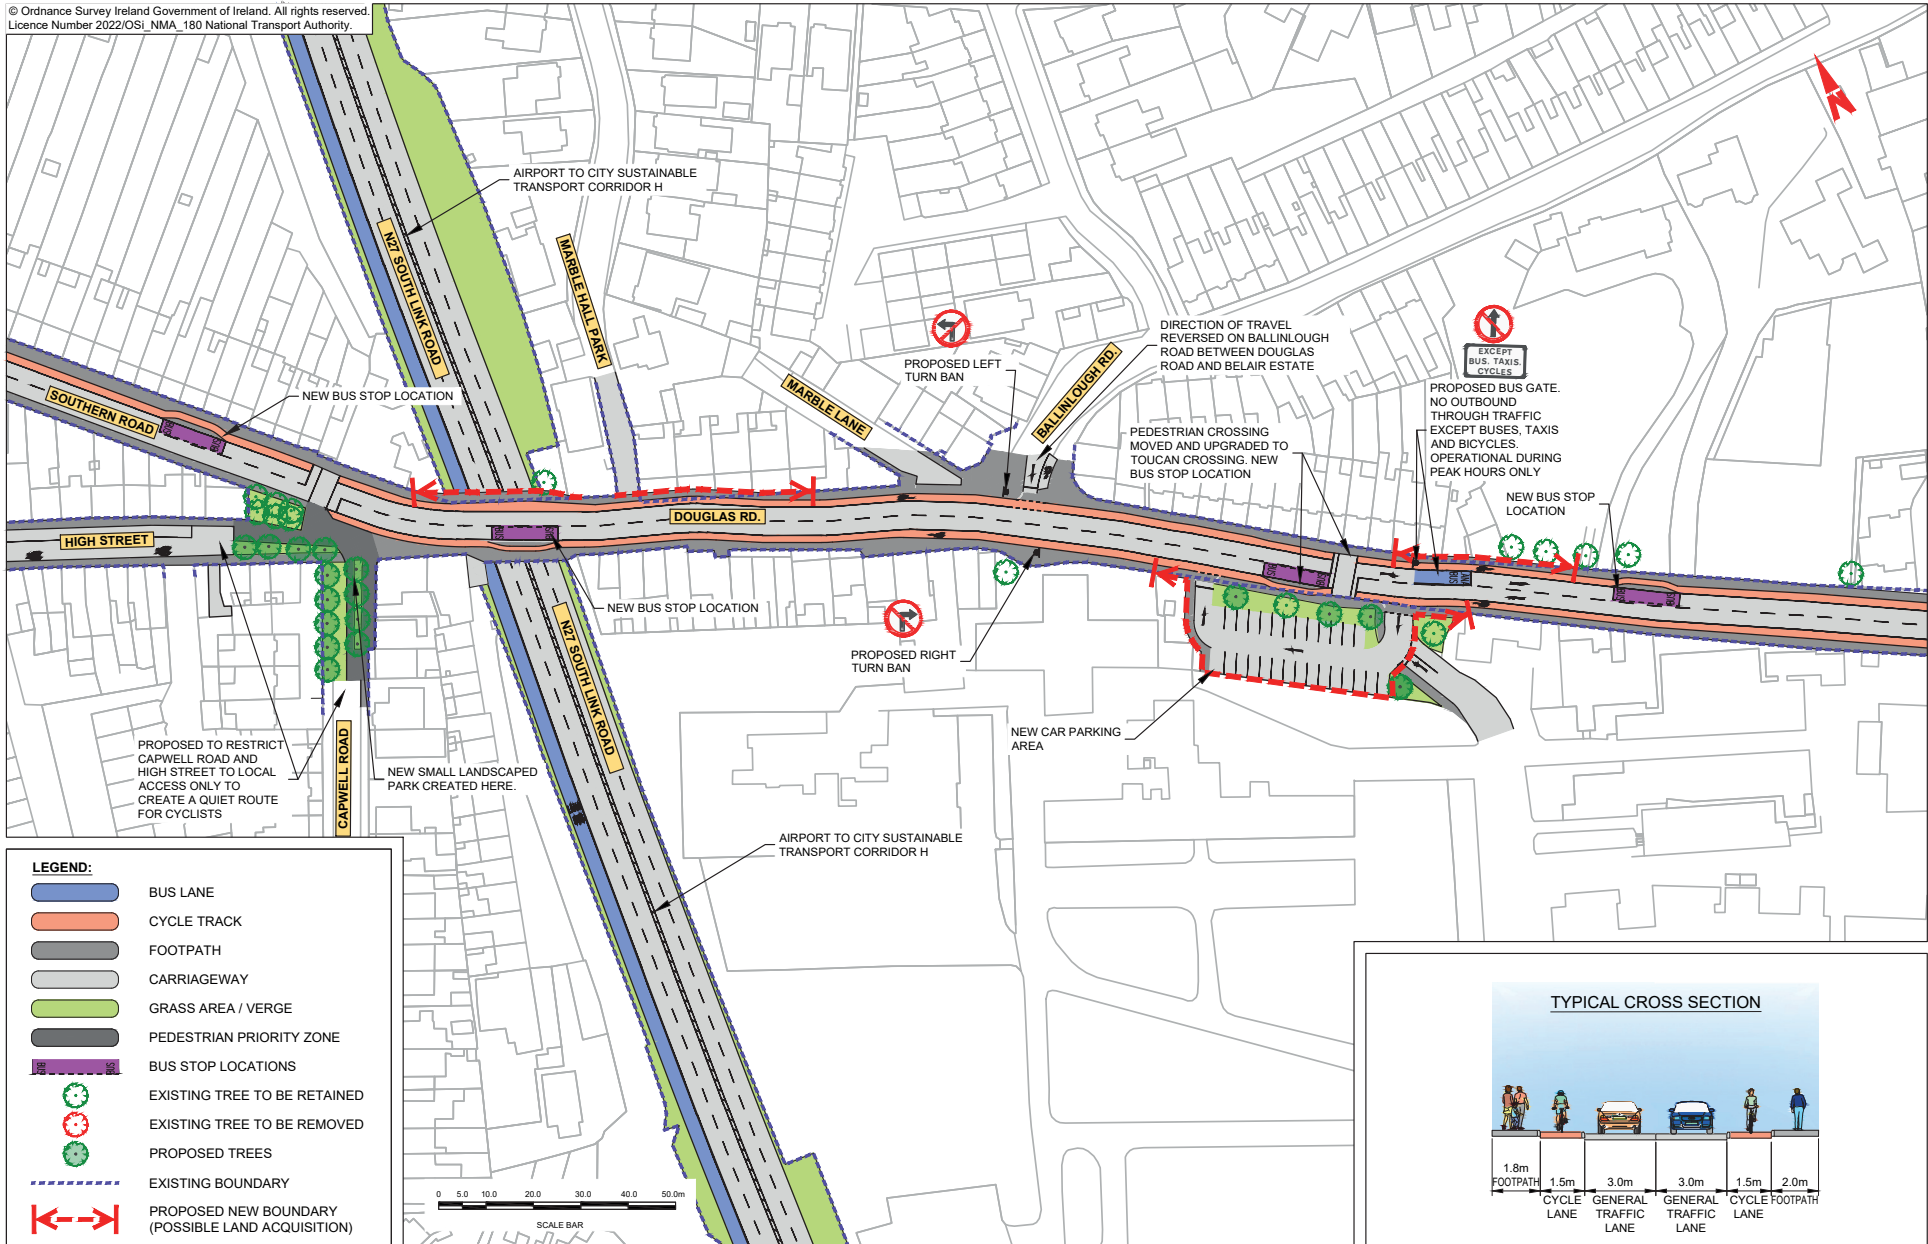 © Ordnance Survey Ireland Government of Ireland. All rights reserved.
Licence Number 2022/OSi_NMA_180 National Transport Authority.
AIRPORT TO CITY SUSTAINABLE
TRANSPORT CORRIDOR H
N27 SOUTH LINK ROAD
MARBLE HALL PARK
PROPOSED LEFT
TURN BAN
MARBLE LANE
BALLINLOUGH RD.
DIRECTION OF TRAVEL
REVERSED ON BALLINLOUGH
ROAD BETWEEN DOUGLAS
ROAD AND BELAIR ESTATE
EXCEPT
BUS, TAXIS,
CYCLES
PROPOSED BUS GATE.
NO OUTBOUND
THROUGH TRAFFIC
EXCEPT BUSES, TAXIS
AND BICYCLES.
OPERATIONAL DURING
PEAK HOURS ONLY
PEDESTRIAN CROSSING
MOVED AND UPGRADED TO
TOUCAN CROSSING. NEW
BUS STOP LOCATION
NEW BUS STOP
LOCATION
SOUTHERN ROAD
NEW BUS STOP LOCATION
HIGH STREET
DOUGLAS RD.
NEW BUS STOP LOCATION
N27 SOUTH LINK ROAD
PROPOSED RIGHT
TURN BAN
NEW CAR PARKING
AREA
PROPOSED TO RESTRICT
CAPWELL ROAD AND
HIGH STREET TO LOCAL
ACCESS ONLY TO
CREATE A QUIET ROUTE
FOR CYCLISTS
CAPWELL ROAD
NEW SMALL LANDSCAPED
PARK CREATED HERE.
AIRPORT TO CITY SUSTAINABLE
TRANSPORT CORRIDOR H
LEGEND:
BUS LANE
CYCLE TRACK
FOOTPATH
CARRIAGEWAY
GRASS AREA / VERGE
PEDESTRIAN PRIORITY ZONE
BUS STOP LOCATIONS
EXISTING TREE TO BE RETAINED
EXISTING TREE TO BE REMOVED
PROPOSED TREES
EXISTING BOUNDARY
PROPOSED NEW BOUNDARY
(POSSIBLE LAND ACQUISITION)
0 5.0 10.0 20.0 30.0 40.0 50.0m
SCALE BAR
TYPICAL CROSS SECTION
1.8m
FOOTPATH
1.5m
CYCLE
LANE
3.0m
GENERAL
TRAFFIC
LANE
3.0m
GENERAL
TRAFFIC
LANE
1.5m
CYCLE
LANE
2.0m
FOOTPATH